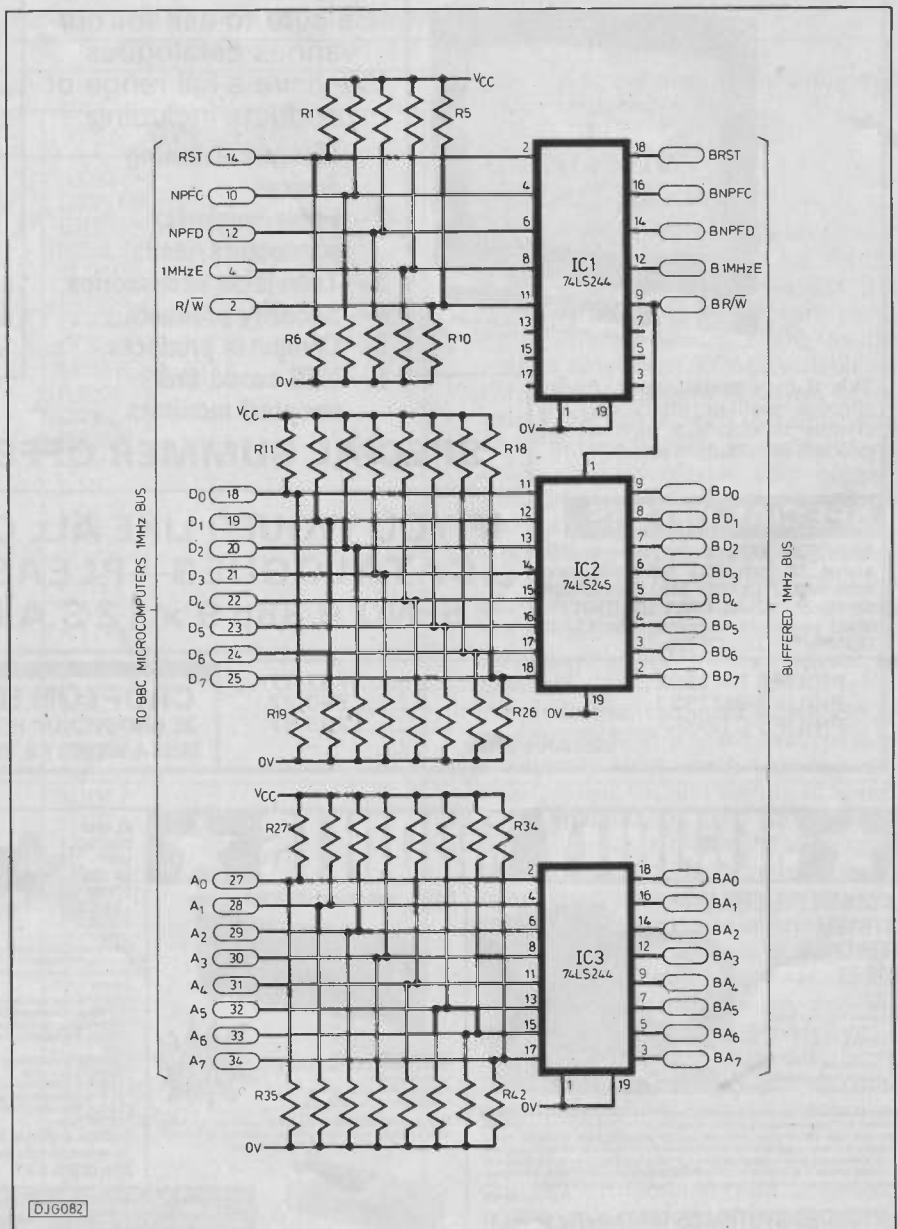 VCC
R1
R5
RST 14
2
18 BRST
NPFC 10
4
16 BNPFC
NPFD 12
6
14 BNPFD
1MHzE 4
8
12 B1MHzE
IC1
74LS244
R/W̅ 2
11
9 BR/W̅
13
7
15
5
17
3
R6
R10
0V
1
19
0V
VCC
R11
R18
1
D0 18
11
9 BD0
D1 19
12
8 BD1
D2 20
13
7 BD2
D3 21
14
6 BD3
IC2
74LS245
D4 22
15
5 BD4
D5 23
16
4 BD5
D6 24
17
3 BD6
D7 25
18
2 BD7
R19
R26
0V
19
0V
TO BBC MICROCOMPUTERS 1MHz BUS
BUFFERED 1MHz BUS
VCC
R27
R34
A0 27
2
18 BA0
A1 28
4
16 BA1
A2 29
6
14 BA2
A3 30
8
12 BA3
IC3
74LS244
A4 31
11
9 BA4
A5 32
13
7 BA5
A6 33
15
5 BA6
A7 34
17
3 BA7
R35
R42
0V
1
19
0V
DJG082